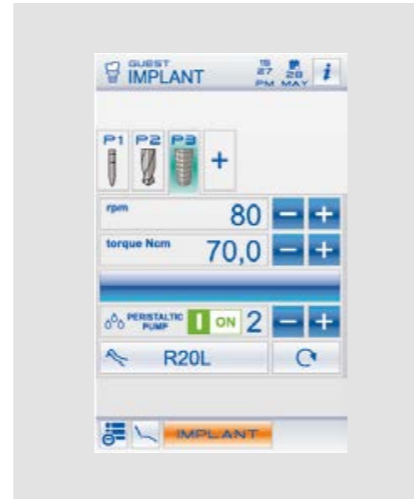 GUEST
IMPLANT
15
27
PM
28
MAY
i
P1 P2 P3 +
rpm 80 − +
torque Ncm 70,0 − +
PERISTALTIC
PUMP I ON 2 − +
R20L
IMPLANT